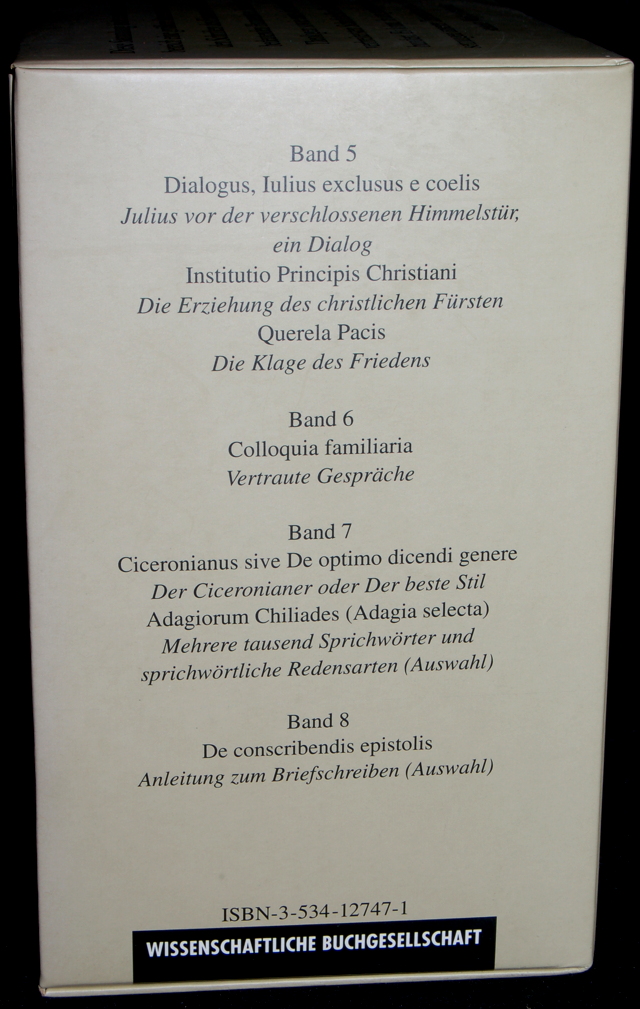 Band 5
Dialogus, Iulius exclusus e coelis
Julius vor der verschlossenen Himmelstür,
ein Dialog
Institutio Principis Christiani
Die Erziehung des christlichen Fürsten
Querela Pacis
Die Klage des Friedens
Band 6
Colloquia familiaria
Vertraute Gespräche
Band 7
Ciceronianus sive De optimo dicendi genere
Der Ciceronianer oder Der beste Stil
Adagiorum Chiliades (Adagia selecta)
Mehrere tausend Sprichwörter und
sprichwörtliche Redensarten (Auswahl)
Band 8
De conscribendis epistolis
Anleitung zum Briefschreiben (Auswahl)
ISBN-3-534-12747-1
WISSENSCHAFTLICHE BUCHGESELLSCHAFT